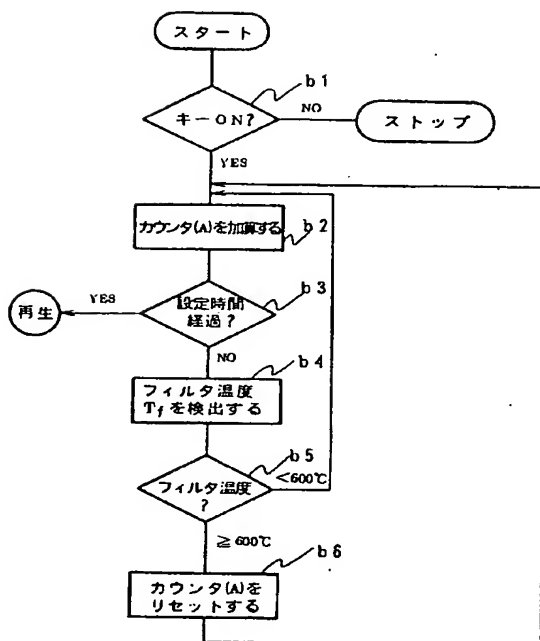 スタート
b1
キーON?
NO
ストップ
YES
カウンタ(A)を加算する
b2
設定時間
経過?
b3
YES
再生
NO
b4
フィルタ温度
Tfを検出する
b5
フィルタ温度
?
<600℃
≧600℃
b6
カウンタ(A)を
リセットする